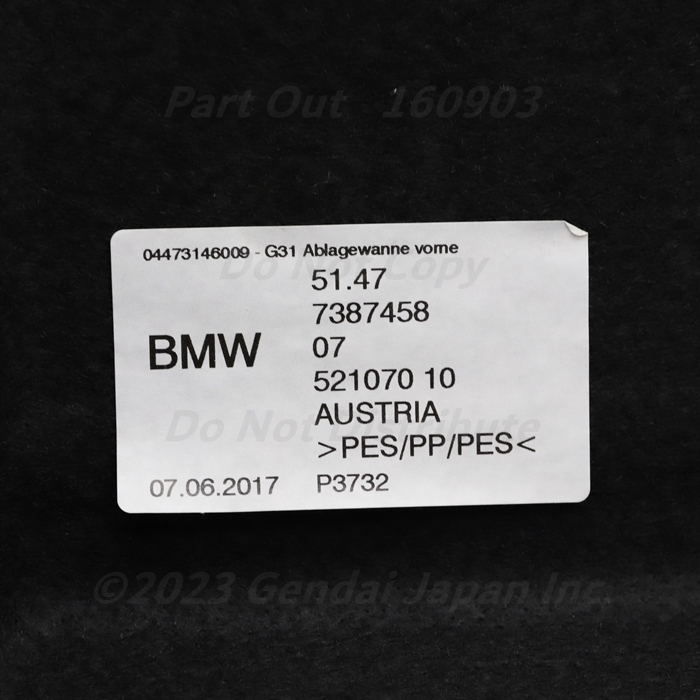 Part Out 160903
04473146009 - G31 Ablagewanne vorne
Do Not Copy
51.47
7387458
BMW
07
521070 10
AUSTRIA
Do Not Distribute
>PES/PP/PES<
07.06.2017 P3732
©2023 Gendai Japan Inc.